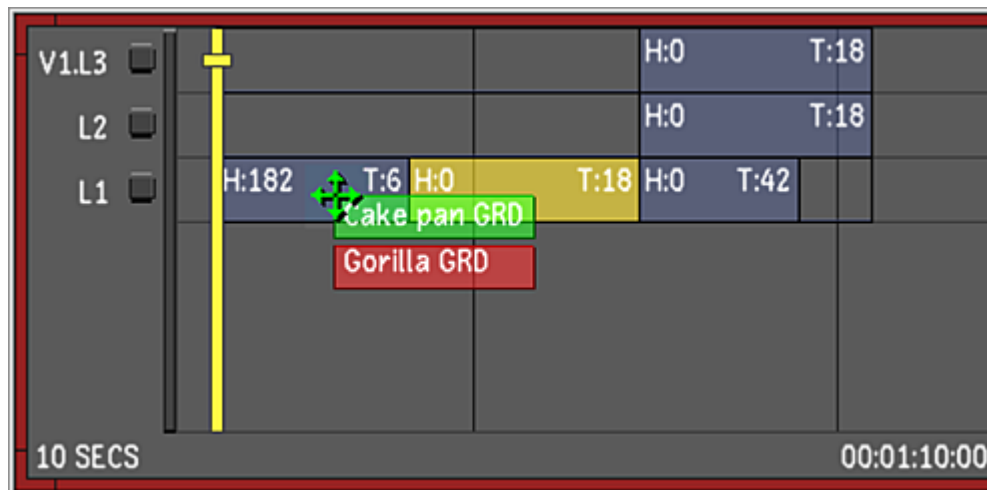 V1.L3 H:0 T:18
L2 H:0 T:18
L1 H:182 T:6 H:0 T:18 H:0 T:42
Cake pan GRD
Gorilla GRD
10 SECS 00:01:10:00